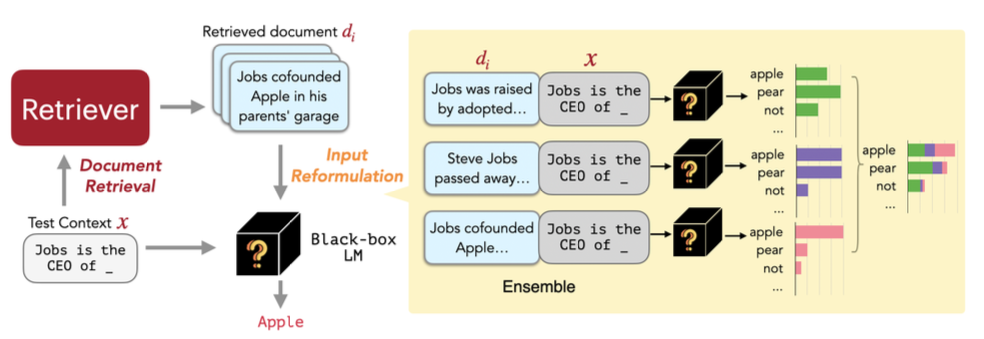 Retrieved document d_i
Jobs cofounded
Apple in his
parents' garage
Retriever
Document
Retrieval
Input
Reformulation
Test Context x
Jobs is the
CEO of _
?
Black-box
LM
Apple
d_i
x
Jobs was raised
by adopted...
Jobs is the
CEO of _
?
apple
pear
not
...
Steve Jobs
passed away...
Jobs is the
CEO of _
?
apple
pear
not
...
Jobs cofounded
Apple...
Jobs is the
CEO of _
?
apple
pear
not
...
apple
pear
not
...
Ensemble